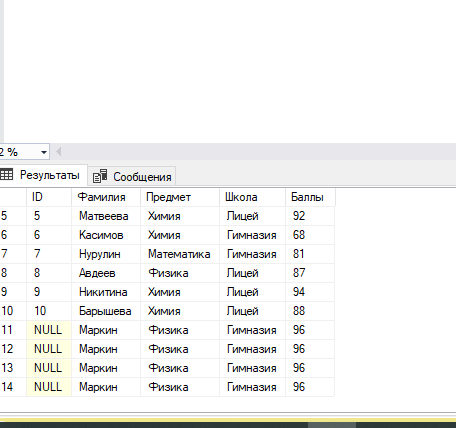 2 %
Результаты Сообщения
ID Фамилия Предмет Школа Баллы
5 5 Матвеева Химия Лицей 92
6 6 Касимов Химия Гимназия 68
7 7 Нурулин Математика Гимназия 81
8 8 Авдеев Физика Лицей 87
9 9 Никитина Химия Лицей 94
10 10 Барышева Химия Лицей 88
11 NULL Маркин Физика Гимназия 96
12 NULL Маркин Физика Гимназия 96
13 NULL Маркин Физика Гимназия 96
14 NULL Маркин Физика Гимназия 96